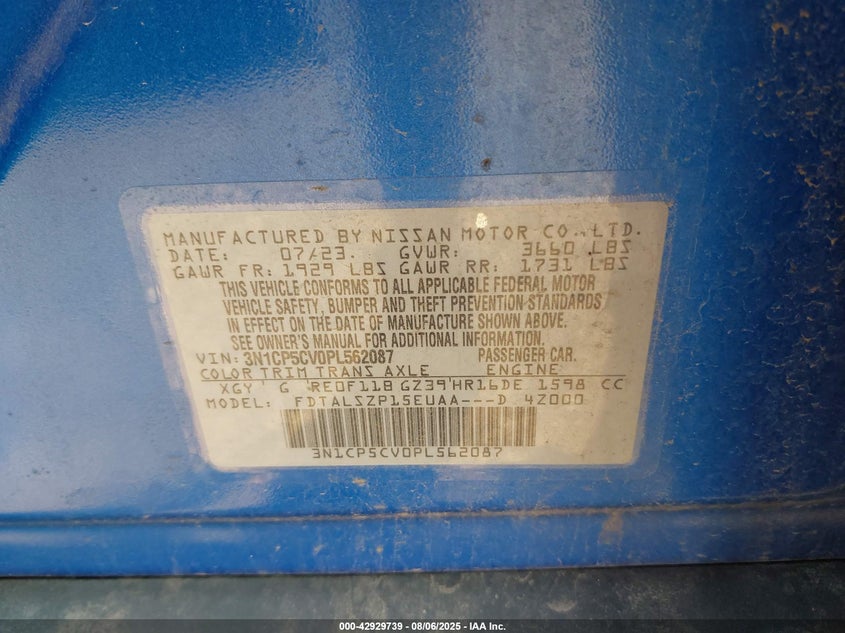 MANUFACTURED BY NISSAN MOTOR CO., LTD.
DATE: 07/23. GVWR: 3660 LBS
GAWR FR: 1929 LBS GAWR RR: 1731 LBS
THIS VEHICLE CONFORMS TO ALL APPLICABLE FEDERAL MOTOR
VEHICLE SAFETY, BUMPER AND THEFT PREVENTION STANDARDS
IN EFFECT ON THE DATE OF MANUFACTURE SHOWN ABOVE.
SEE OWNER'S MANUAL FOR ADDITIONAL INFORMATION.
VIN: 3N1CP5CV0PL562087 PASSENGER CAR.
COLOR TRIM TRANS AXLE ENGINE
XGY G RE0F11B GZ39 HR16DE 1598 CC
MODEL: FDTALSZP15EUAA---D 4Z000
3N1CP5CV0PL562087
000-42929739 - 08/06/2025 - IAA Inc.